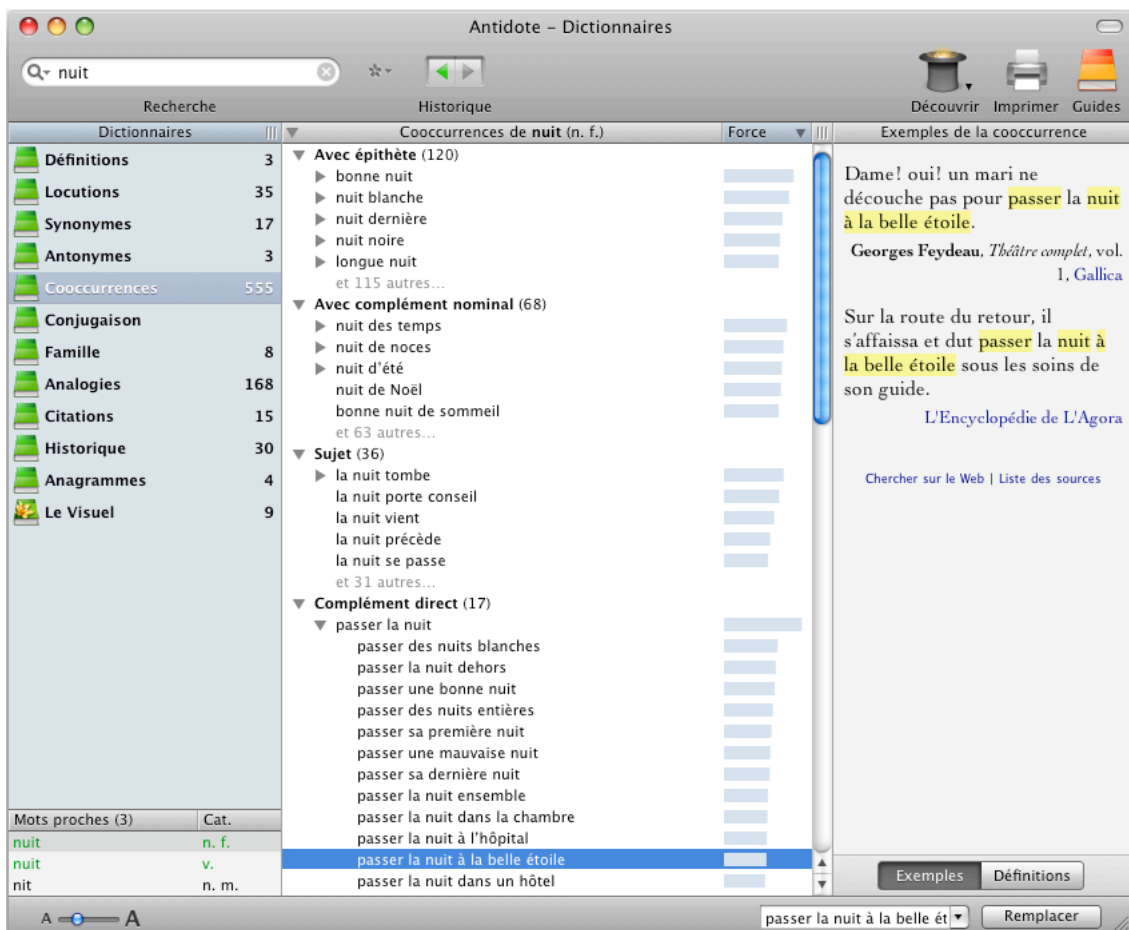 Antidote – Dictionnaires
nuit
Recherche
Historique
Découvrir Imprimer Guides
Dictionnaires
Définitions 3
Locutions 35
Synonymes 17
Antonymes 3
Cooccurrences 555
Conjugaison
Famille 8
Analogies 168
Citations 15
Historique 30
Anagrammes 4
Le Visuel 9
Mots proches (3) Cat.
nuit n. f.
nuit v.
nit n. m.
Cooccurrences de nuit (n. f.) Force
Avec épithète (120)
bonne nuit
nuit blanche
nuit dernière
nuit noire
longue nuit
et 115 autres...
Avec complément nominal (68)
nuit des temps
nuit de noces
nuit d'été
nuit de Noël
bonne nuit de sommeil
et 63 autres...
Sujet (36)
la nuit tombe
la nuit porte conseil
la nuit vient
la nuit précède
la nuit se passe
et 31 autres...
Complément direct (17)
passer la nuit
passer des nuits blanches
passer la nuit dehors
passer une bonne nuit
passer des nuits entières
passer sa première nuit
passer une mauvaise nuit
passer sa dernière nuit
passer la nuit ensemble
passer la nuit dans la chambre
passer la nuit à l'hôpital
passer la nuit à la belle étoile
passer la nuit dans un hôtel
Exemples de la cooccurrence
Dame! oui! un mari ne
découche pas pour passer la nuit
à la belle étoile.
Georges Feydeau, Théâtre complet, vol.
1, Gallica
Sur la route du retour, il
s'affaissa et dut passer la nuit à
la belle étoile sous les soins de
son guide.
L'Encyclopédie de L'Agora
Chercher sur le Web | Liste des sources
Exemples Définitions
A A
passer la nuit à la belle ét Remplacer